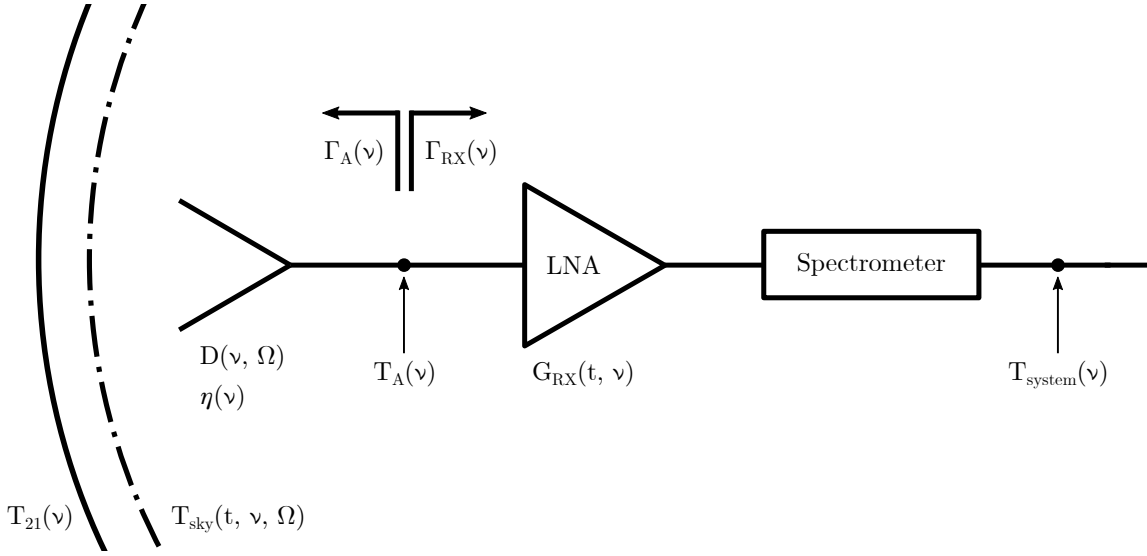 Γ_A(ν)
Γ_RX(ν)
LNA
Spectrometer
D(ν, Ω)
η(ν)
T_A(ν)
G_RX(t, ν)
T_system(ν)
T_21(ν)
T_sky(t, ν, Ω)